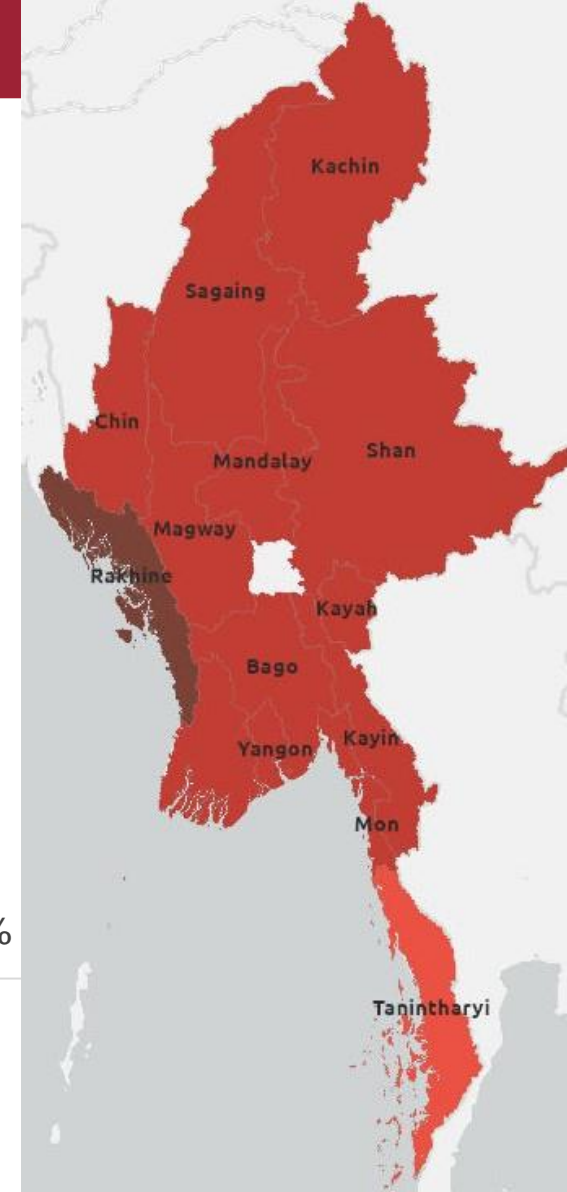 Kachin
Sagaing
Chin
Shan
Mandalay
Magway
Rakhine
Kayah
Bago
Kayin
Yangon
Mon
%
Tanintharyi